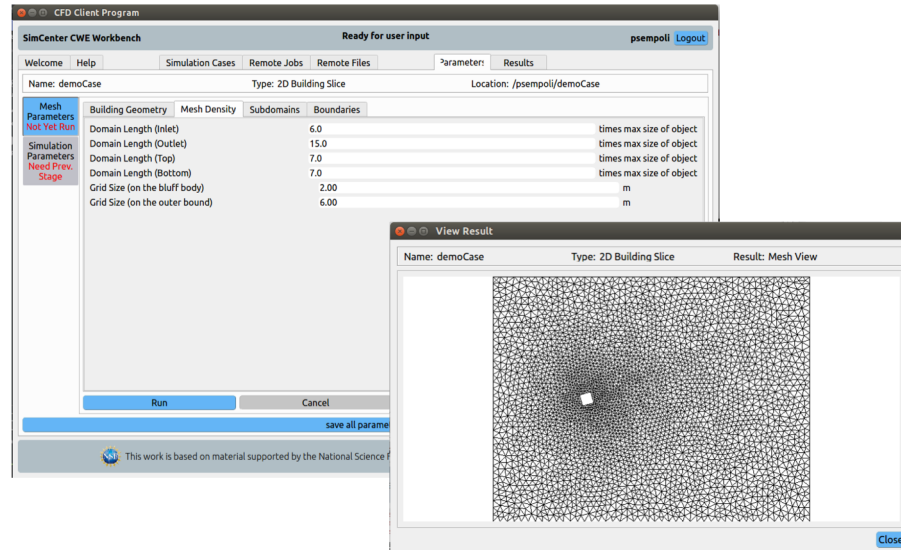 CFD Client Program
SimCenter CWE Workbench Ready for user input psempoli Logout
Welcome Help Simulation Cases Remote Jobs Remote Files Parameters Results
Name: demoCase Type: 2D Building Slice Location: /psempoli/demoCase
Mesh
Parameters
Not Yet Run
Simulation
Parameters
Need Prev.
Stage
Building Geometry Mesh Density Subdomains Boundaries
Domain Length (Inlet) 6.0 times max size of object
Domain Length (Outlet) 15.0 times max size of object
Domain Length (Top) 7.0 times max size of object
Domain Length (Bottom) 7.0 times max size of object
Grid Size (on the bluff body) 2.00 m
Grid Size (on the outer bound) 6.00 m
Run Cancel
save all parame
NSF This work is based on material supported by the National Science F
View Result
Name: demoCase Type: 2D Building Slice Result: Mesh View
Close